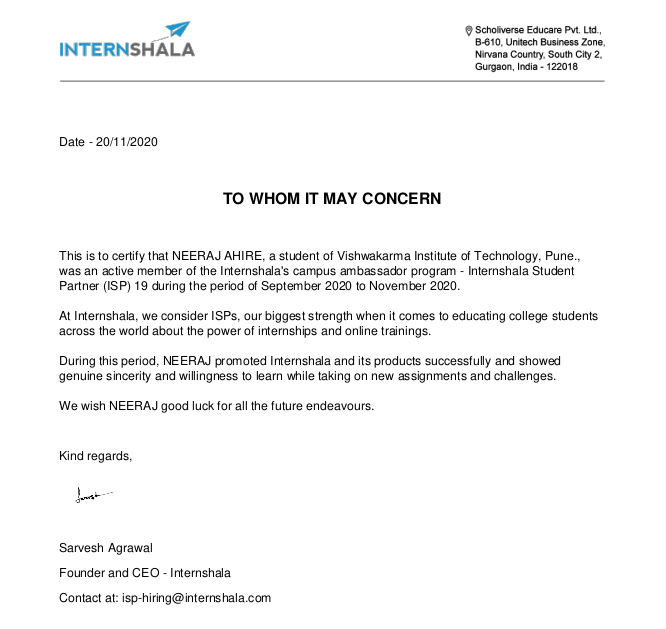 INTERNSHALA
Scholiverse Educare Pvt. Ltd.,
B-610, Unitech Business Zone,
Nirvana Country, South City 2,
Gurgaon, India - 122018
Date - 20/11/2020
TO WHOM IT MAY CONCERN
This is to certify that NEERAJ AHIRE, a student of Vishwakarma Institute of Technology, Pune.,
was an active member of the Internshala's campus ambassador program - Internshala Student
Partner (ISP) 19 during the period of September 2020 to November 2020.
At Internshala, we consider ISPs, our biggest strength when it comes to educating college students
across the world about the power of internships and online trainings.
During this period, NEERAJ promoted Internshala and its products successfully and showed
genuine sincerity and willingness to learn while taking on new assignments and challenges.
We wish NEERAJ good luck for all the future endeavours.
Kind regards,
Sarvesh Agrawal
Founder and CEO - Internshala
Contact at: isp-hiring@internshala.com